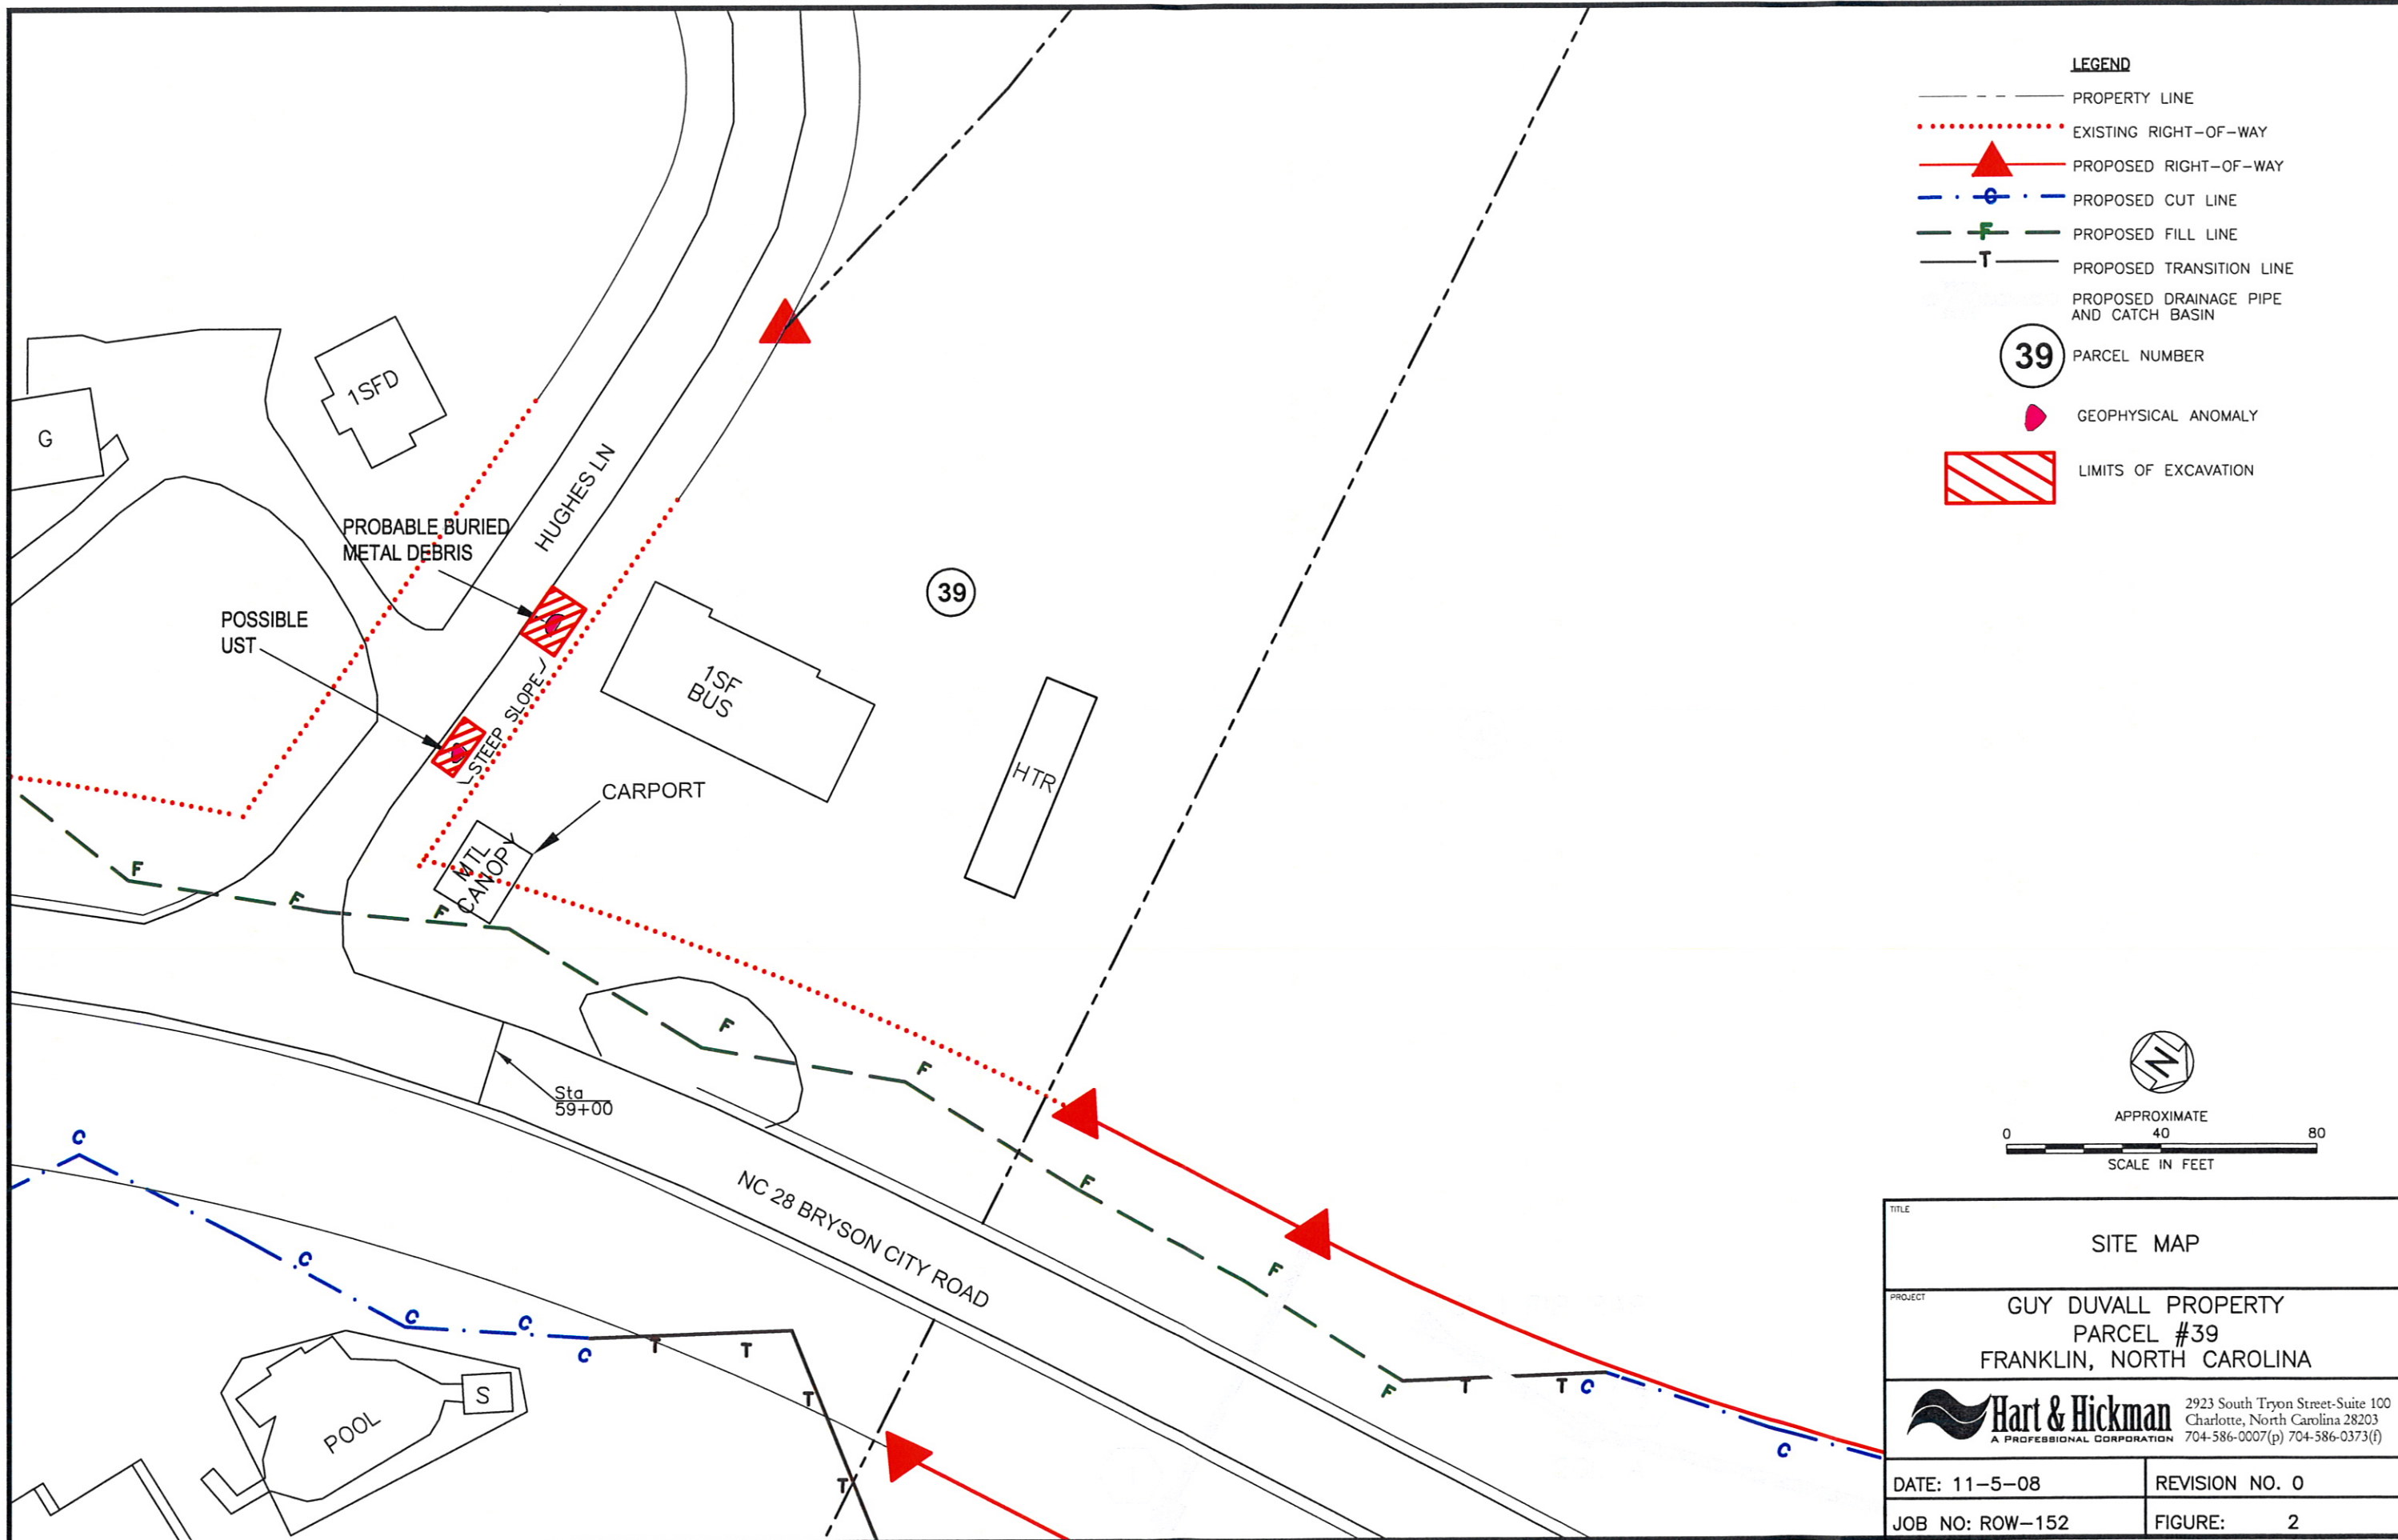 LEGEND
PROPERTY LINE
EXISTING RIGHT-OF-WAY
PROPOSED RIGHT-OF-WAY
C
PROPOSED CUT LINE
F
PROPOSED FILL LINE
T
PROPOSED TRANSITION LINE
PROPOSED DRAINAGE PIPE
AND CATCH BASIN
39
PARCEL NUMBER
GEOPHYSICAL ANOMALY
LIMITS OF EXCAVATION
1SFD
G
HUGHES LN
PROBABLE BURIED
METAL DEBRIS
POSSIBLE
UST
39
1SF
BUS
STEEP SLOPE
HTR
CARPORT
MTL
CANOPY
F
F
F
F
F
F
F
F
Sta
59+00
NC 28 BRYSON CITY ROAD
C
C
C
C
C
T
T
T
T
T
T
C
C
S
POOL
N
APPROXIMATE
0
40
80
SCALE IN FEET
TITLE
SITE MAP
PROJECT
GUY DUVALL PROPERTY
PARCEL #39
FRANKLIN, NORTH CAROLINA
Hart & Hickman
A PROFESSIONAL CORPORATION
2923 South Tryon Street-Suite 100
Charlotte, North Carolina 28203
704-586-0007(p) 704-586-0373(f)
DATE: 11-5-08
REVISION NO. 0
JOB NO: ROW-152
FIGURE: 2